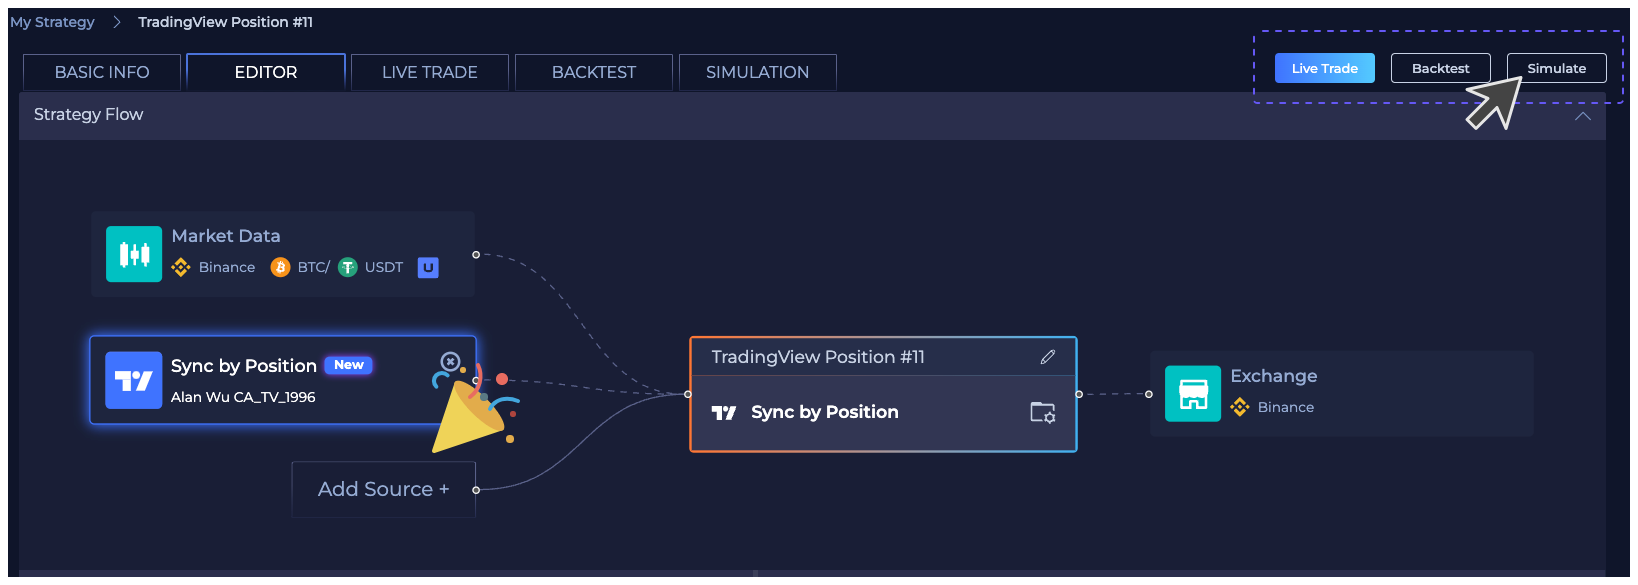 My Strategy > TradingView Position #11
BASIC INFO EDITOR LIVE TRADE BACKTEST SIMULATION
Live Trade Backtest Simulate
Strategy Flow
Market Data
Binance BTC/ USDT U
Sync by Position New
Alan Wu CA_TV_1996
Add Source +
TradingView Position #11
Sync by Position
Exchange
Binance